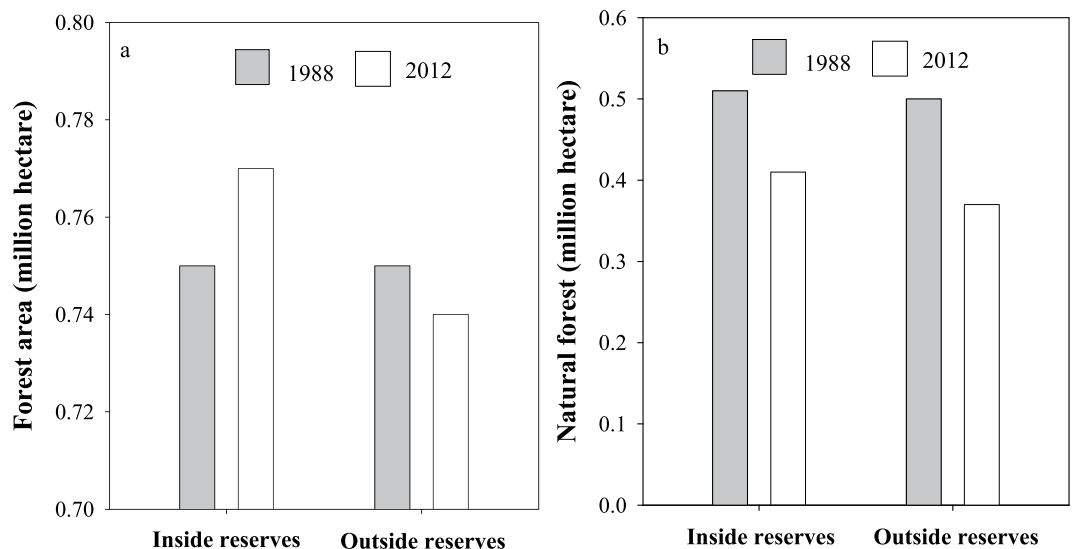 a
1988
2012
Forest area (million hectare)
0.80
0.78
0.76
0.74
0.72
0.70
Inside reserves
Outside reserves
b
1988
2012
Natural forest (million hectare)
0.6
0.5
0.4
0.3
0.2
0.1
0.0
Inside reserves
Outside reserves